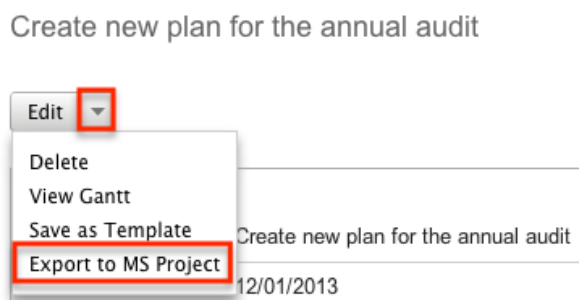 Create new plan for the annual audit
Edit
Delete
View Gantt
Save as Template
Create new plan for the annual audit
Export to MS Project
12/01/2013